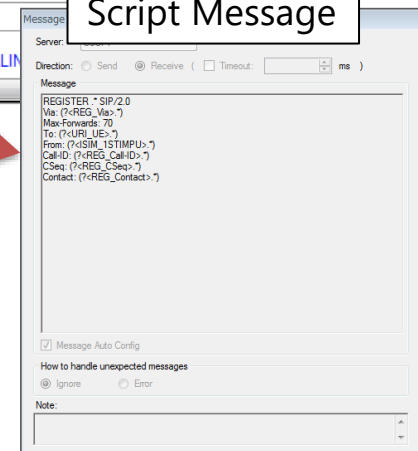 Script Message
Message
Server:
LIN
Direction: Send Receive ( Timeout: ms )
Message
REGISTER .* SIP/2.0
Via: (?<REG_Via>.*)
Max-Forwards: 70
To: (?<URI_UE>.*)
From: (?<ISIM_1STIMPU>.*)
Call-ID: (?<REG_Call-ID>.*)
CSeq: (?<REG_CSeq>.*)
Contact: (?<REG_Contact>.*)
Message Auto Config
How to handle unexpected messages
Ignore Error
Note: